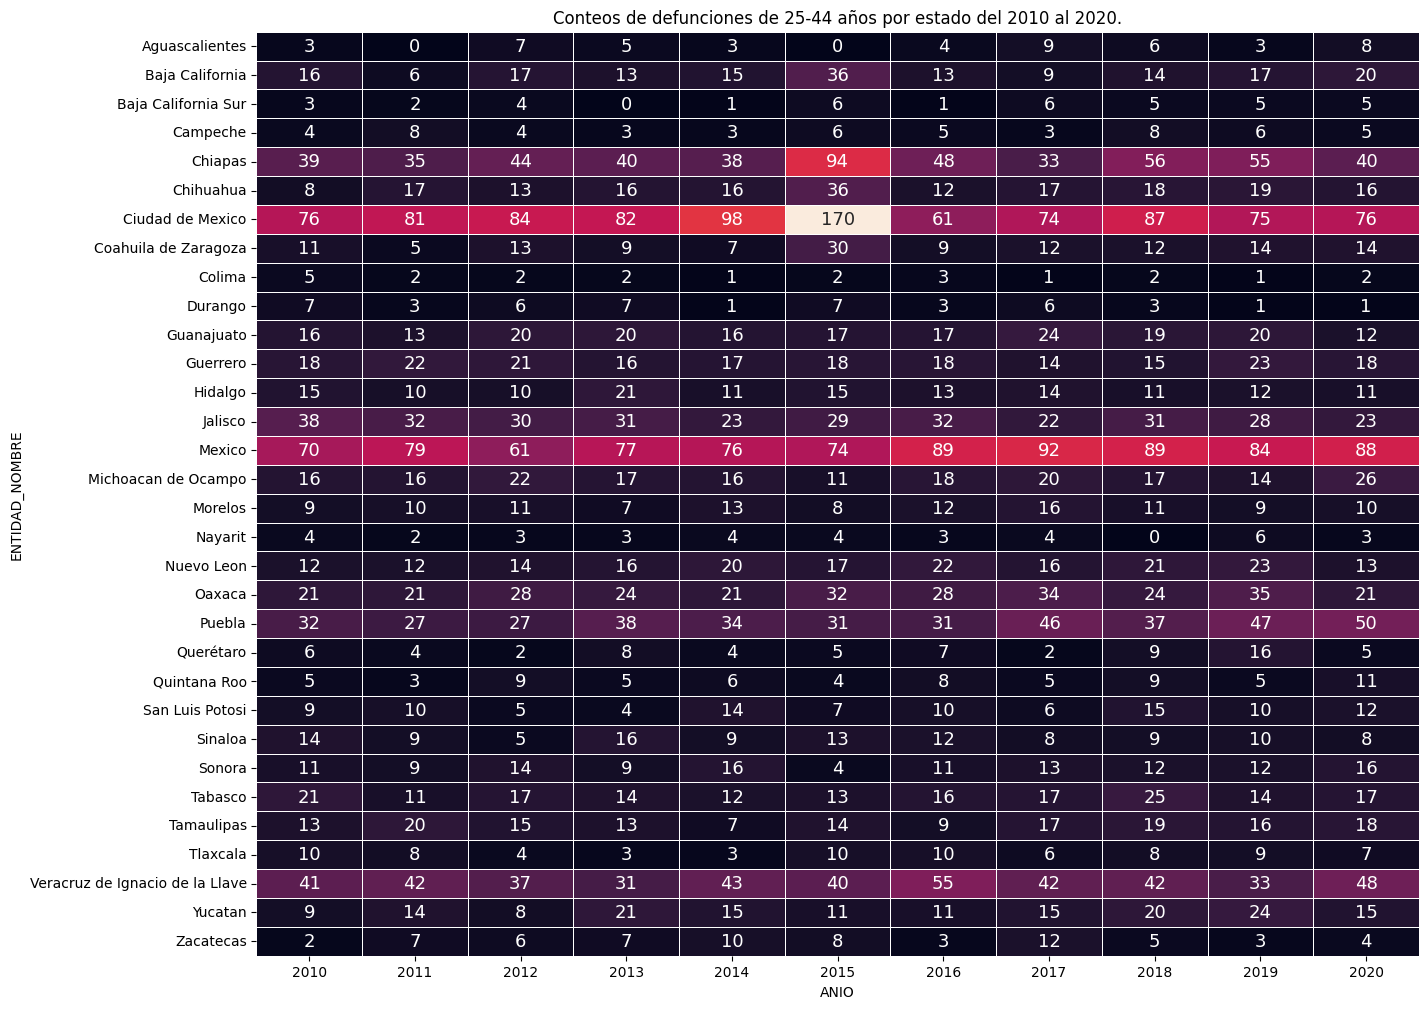 Conteos de defunciones de 25-44 años por estado del 2010 al 2020.
ENTIDAD_NOMBRE
Aguascalientes 3 0 7 5 3 0 4 9 6 3 8
Baja California 16 6 17 13 15 36 13 9 14 17 20
Baja California Sur 3 2 4 0 1 6 1 6 5 5 5
Campeche 4 8 4 3 3 6 5 3 8 6 5
Chiapas 39 35 44 40 38 94 48 33 56 55 40
Chihuahua 8 17 13 16 16 36 12 17 18 19 16
Ciudad de Mexico 76 81 84 82 98 170 61 74 87 75 76
Coahuila de Zaragoza 11 5 13 9 7 30 9 12 12 14 14
Colima 5 2 2 2 1 2 3 1 2 1 2
Durango 7 3 6 7 1 7 3 6 3 1 1
Guanajuato 16 13 20 20 16 17 17 24 19 20 12
Guerrero 18 22 21 16 17 18 18 14 15 23 18
Hidalgo 15 10 10 21 11 15 13 14 11 12 11
Jalisco 38 32 30 31 23 29 32 22 31 28 23
Mexico 70 79 61 77 76 74 89 92 89 84 88
Michoacan de Ocampo 16 16 22 17 16 11 18 20 17 14 26
Morelos 9 10 11 7 13 8 12 16 11 9 10
Nayarit 4 2 3 3 4 4 3 4 0 6 3
Nuevo Leon 12 12 14 16 20 17 22 16 21 23 13
Oaxaca 21 21 28 24 21 32 28 34 24 35 21
Puebla 32 27 27 38 34 31 31 46 37 47 50
Querétaro 6 4 2 8 4 5 7 2 9 16 5
Quintana Roo 5 3 9 5 6 4 8 5 9 5 11
San Luis Potosi 9 10 5 4 14 7 10 6 15 10 12
Sinaloa 14 9 5 16 9 13 12 8 9 10 8
Sonora 11 9 14 9 16 4 11 13 12 12 16
Tabasco 21 11 17 14 12 13 16 17 25 14 17
Tamaulipas 13 20 15 13 7 14 9 17 19 16 18
Tlaxcala 10 8 4 3 3 10 10 6 8 9 7
Veracruz de Ignacio de la Llave 41 42 37 31 43 40 55 42 42 33 48
Yucatan 9 14 8 21 15 11 11 15 20 24 15
Zacatecas 2 7 6 7 10 8 3 12 5 3 4
2010 2011 2012 2013 2014 2015 2016 2017 2018 2019 2020
ANIO